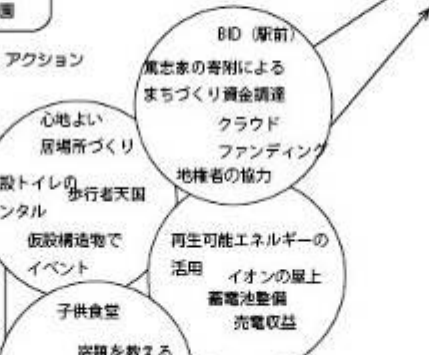 画
アクション
BID（駅前）
篤志家の寄附による
まちづくり資金調達
クラウド
ファンディング
地権者の協力
心地よい
居場所づくり
設トイレの
ンタル
歩行者天国
仮設構造物で
イベント
再生可能エネルギーの
活用
イオンの屋上
蓄電池整備
売電収益
子供食堂
宿題を教える